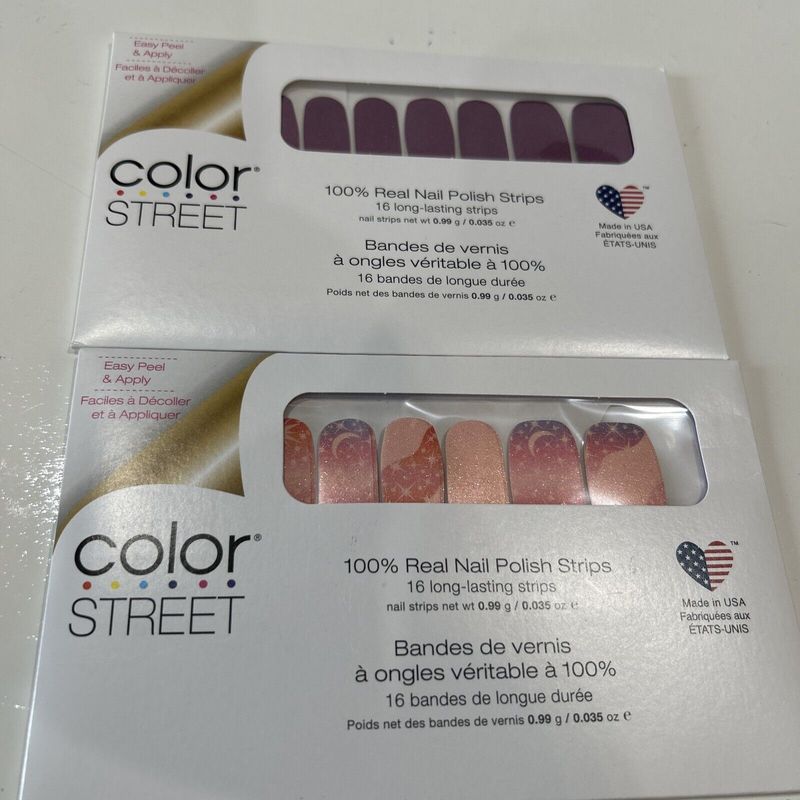 Easy Peel
& Apply
Faciles à Décoller
et à Appliquer
color®
STREET
100% Real Nail Polish Strips
16 long-lasting strips
nail strips net wt 0.99 g / 0.035 oz ℮
Bandes de vernis
à ongles véritable à 100%
16 bandes de longue durée
Poids net des bandes de vernis 0.99 g / 0.035 oz ℮
™
Made in USA
Fabriquées aux
ÉTATS-UNIS
Easy Peel
& Apply
Faciles à Décoller
et à Appliquer
color®
STREET
100% Real Nail Polish Strips
16 long-lasting strips
nail strips net wt 0.99 g / 0.035 oz ℮
Bandes de vernis
à ongles véritable à 100%
16 bandes de longue durée
Poids net des bandes de vernis 0.99 g / 0.035 oz ℮
™
Made in USA
Fabriquées aux
ÉTATS-UNIS